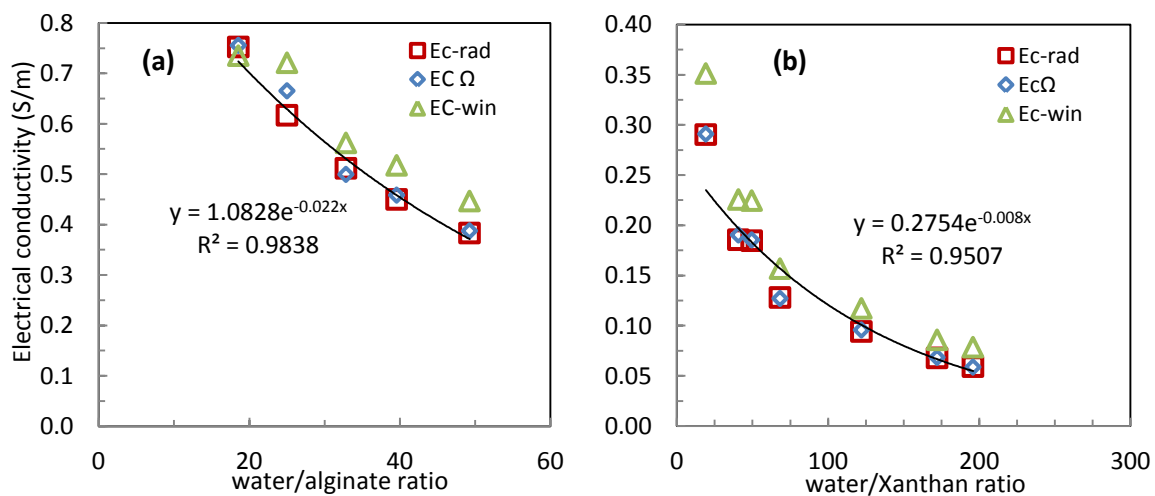 Electrical conductivity (S/m)
0.8
0.7
0.6
0.5
0.4
0.3
0.2
0.1
0.0
(a)
Ec-rad
EC Ω
EC-win
y = 1.0828e^-0.022x
R² = 0.9838
0 20 40 60
water/alginate ratio
0.40
0.35
0.30
0.25
0.20
0.15
0.10
0.05
0.00
(b)
Ec-rad
EcΩ
Ec-win
y = 0.2754e^-0.008x
R² = 0.9507
0 100 200 300
water/Xanthan ratio